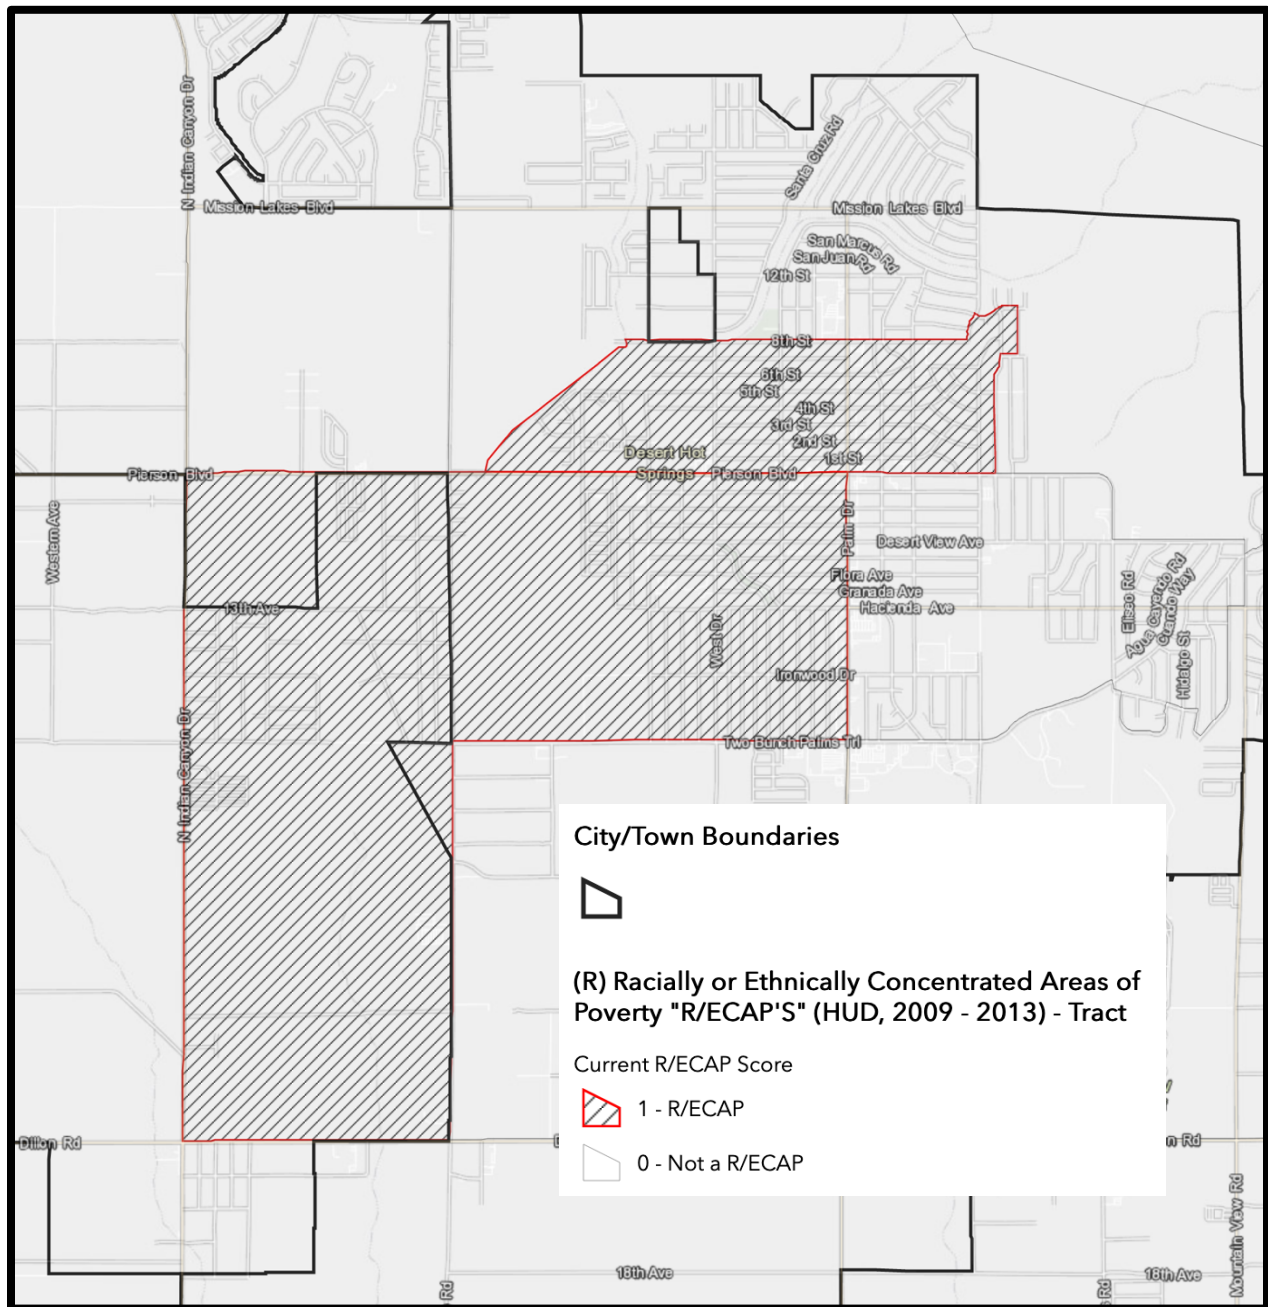 N Indian Canyon Dr
Santa Cruz Rd
Mission Lakes Blvd
Mission Lakes Blvd
San Marcus Rd
San Juan Rd
12th St
8th St
6th St
5th St
4th St
3rd St
2nd St
1st St
Desert Hot
Springs
Pierson Blvd
Pierson Blvd
Western Ave
Palm Dr
Desert View Ave
Flora Ave
Granada Ave
Hacienda Ave
13th Ave
Eliseo Rd
Agua Cayendo Rd
Cuando Way
Hidalgo St
West Dr
Ironwood Dr
N Indian Canyon Dr
Two Bunch Palms Trl
City/Town Boundaries
(R) Racially or Ethnically Concentrated Areas of
Poverty "R/ECAP'S" (HUD, 2009 - 2013) - Tract
Current R/ECAP Score
1 - R/ECAP
0 - Not a R/ECAP
Dillon Rd
n Rd
Mountain View Rd
18th Ave
18th Ave
Rd
Rd